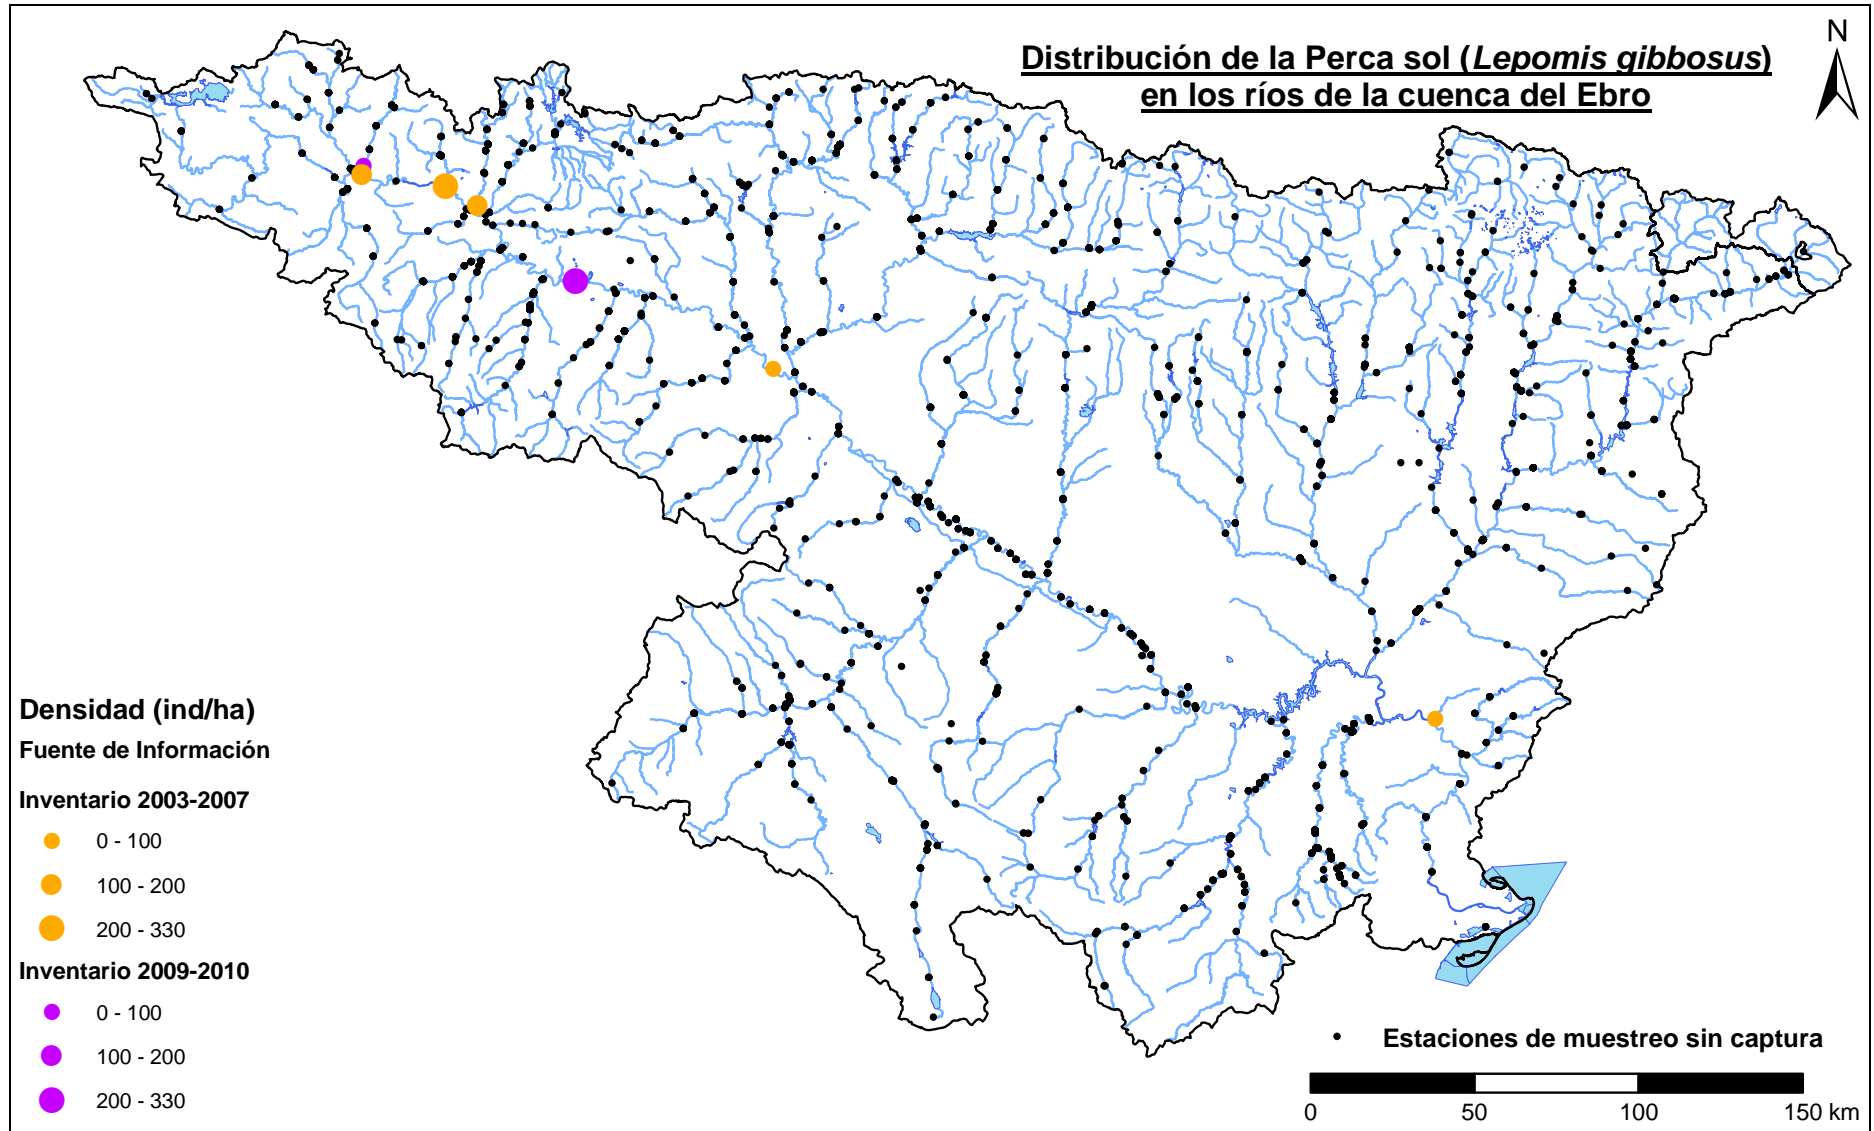 Distribución de la Perca sol (Lepomis gibbosus)
en los ríos de la cuenca del Ebro
N
Densidad (ind/ha)
Fuente de Información
Inventario 2003-2007
0 - 100
100 - 200
200 - 330
Inventario 2009-2010
0 - 100
100 - 200
200 - 330
Estaciones de muestreo sin captura
0 50 100 150 km